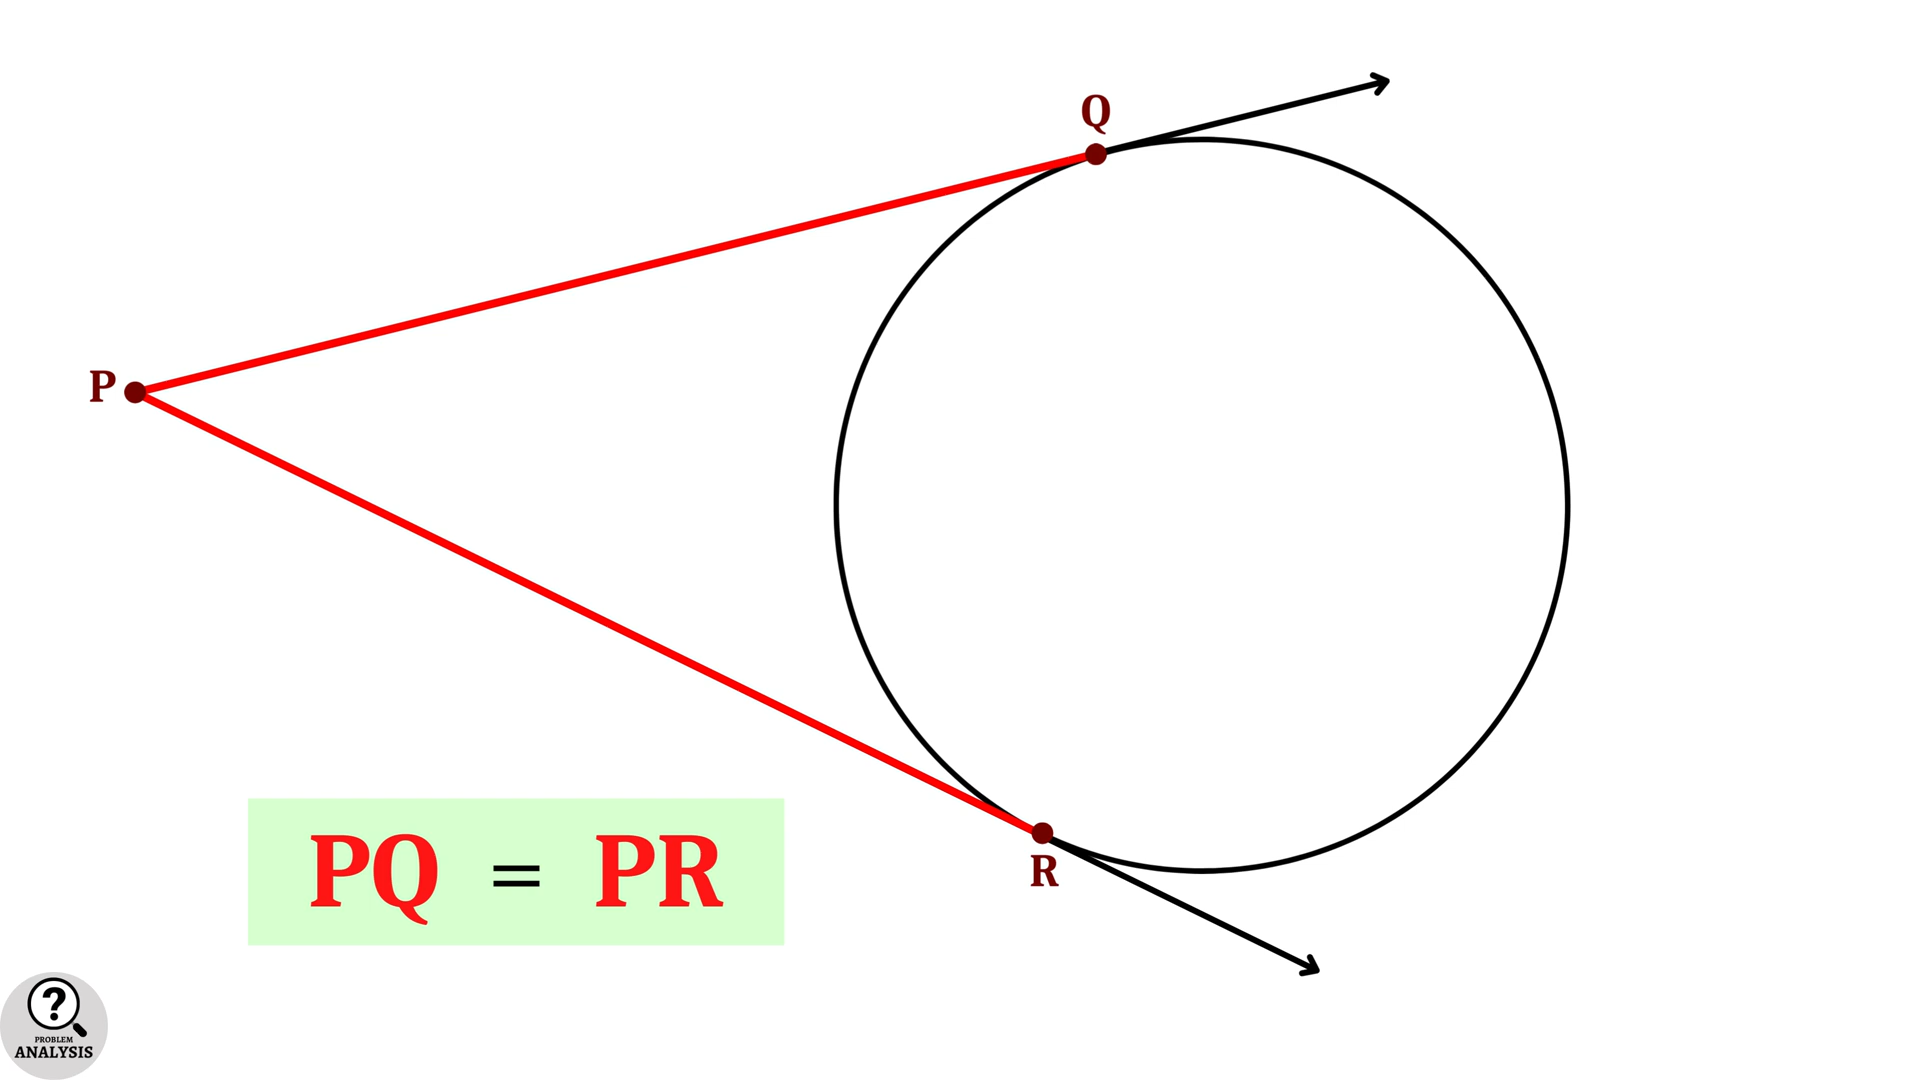 Q
P
R
PQ = PR
?
PROBLEM
ANALYSIS